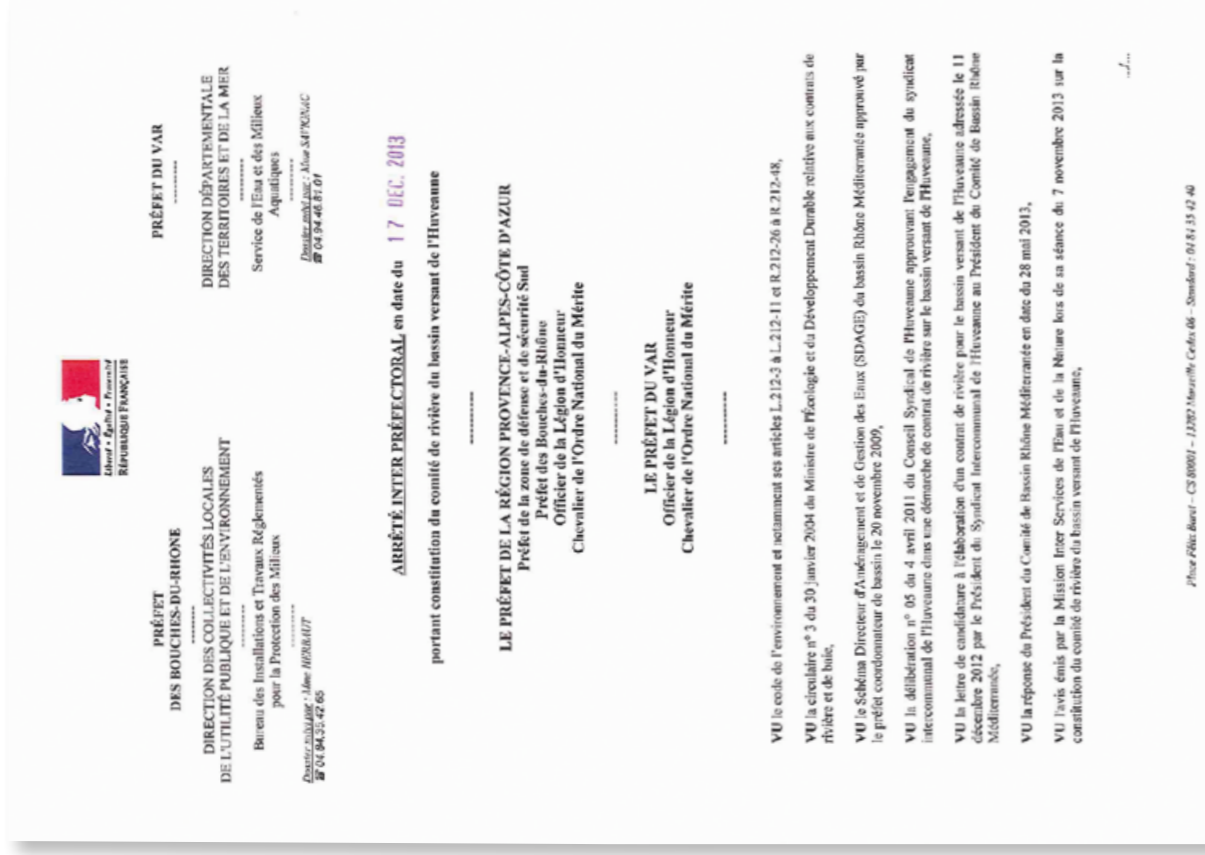 Liberté • Égalité • Fraternité
RÉPUBLIQUE FRANÇAISE
PRÉFET
DES BOUCHES-DU-RHONE
DIRECTION DES COLLECTIVITÉS LOCALES
DE L'UTILITÉ PUBLIQUE ET DE L'ENVIRONNEMENT
Bureau des Installations et Travaux Réglementés
pour la Protection des Milieux
Dossier suivi par : Mme HERBAUT
☎ 04.84.35.42.65
PRÉFET DU VAR
DIRECTION DÉPARTEMENTALE
DES TERRITOIRES ET DE LA MER
Service de l'Eau et des Milieux
Aquatiques
Dossier suivi par : Mme SAVIGNAC
☎ 04.94.46.81.01
ARRÊTÉ INTER PRÉFECTORAL en date du 17 DEC. 2013
portant constitution du comité de rivière du bassin versant de l'Huveaune
LE PRÉFET DE LA RÉGION PROVENCE-ALPES-CÔTE D'AZUR
Préfet de la zone de défense et de sécurité Sud
Préfet des Bouches-du-Rhône
Officier de la Légion d'Honneur
Chevalier de l'Ordre National du Mérite
LE PRÉFET DU VAR
Officier de la Légion d'Honneur
Chevalier de l'Ordre National du Mérite
VU le code de l'environnement et notamment ses articles L.212-3 à L.212-11 et R.212-26 à R.212-48,
VU la circulaire n° 3 du 30 janvier 2004 du Ministre de l'Écologie et du Développement Durable relative aux contrats de
rivière et de baie,
VU le Schéma Directeur d'Aménagement et de Gestion des Eaux (SDAGE) du bassin Rhône Méditerranée approuvé par
le préfet coordonnateur de bassin le 20 novembre 2009,
VU la délibération n° 05 du 4 avril 2011 du Conseil Syndical de l'Huveaune approuvant l'engagement du syndicat
intercommunal de l'Huveaune dans une démarche de contrat de rivière sur le bassin versant de l'Huveaune,
VU la lettre de candidature à l'élaboration d'un contrat de rivière pour le bassin versant de l'Huveaune adressée le 11
décembre 2012 par le Président du Syndicat Intercommunal de l'Huveaune au Président du Comité de Bassin Rhône
Méditerranée,
VU la réponse du Président du Comité de Bassin Rhône Méditerranée en date du 28 mai 2013,
VU l'avis émis par la Mission Inter Services de l'Eau et de la Nature lors de sa séance du 7 novembre 2013 sur la
constitution du comité de rivière du bassin versant de l'Huveaune,
.../...
Place Félix Baret – CS 80001 – 13282 Marseille Cedex 06 – Standard : 04 84 35 42 40